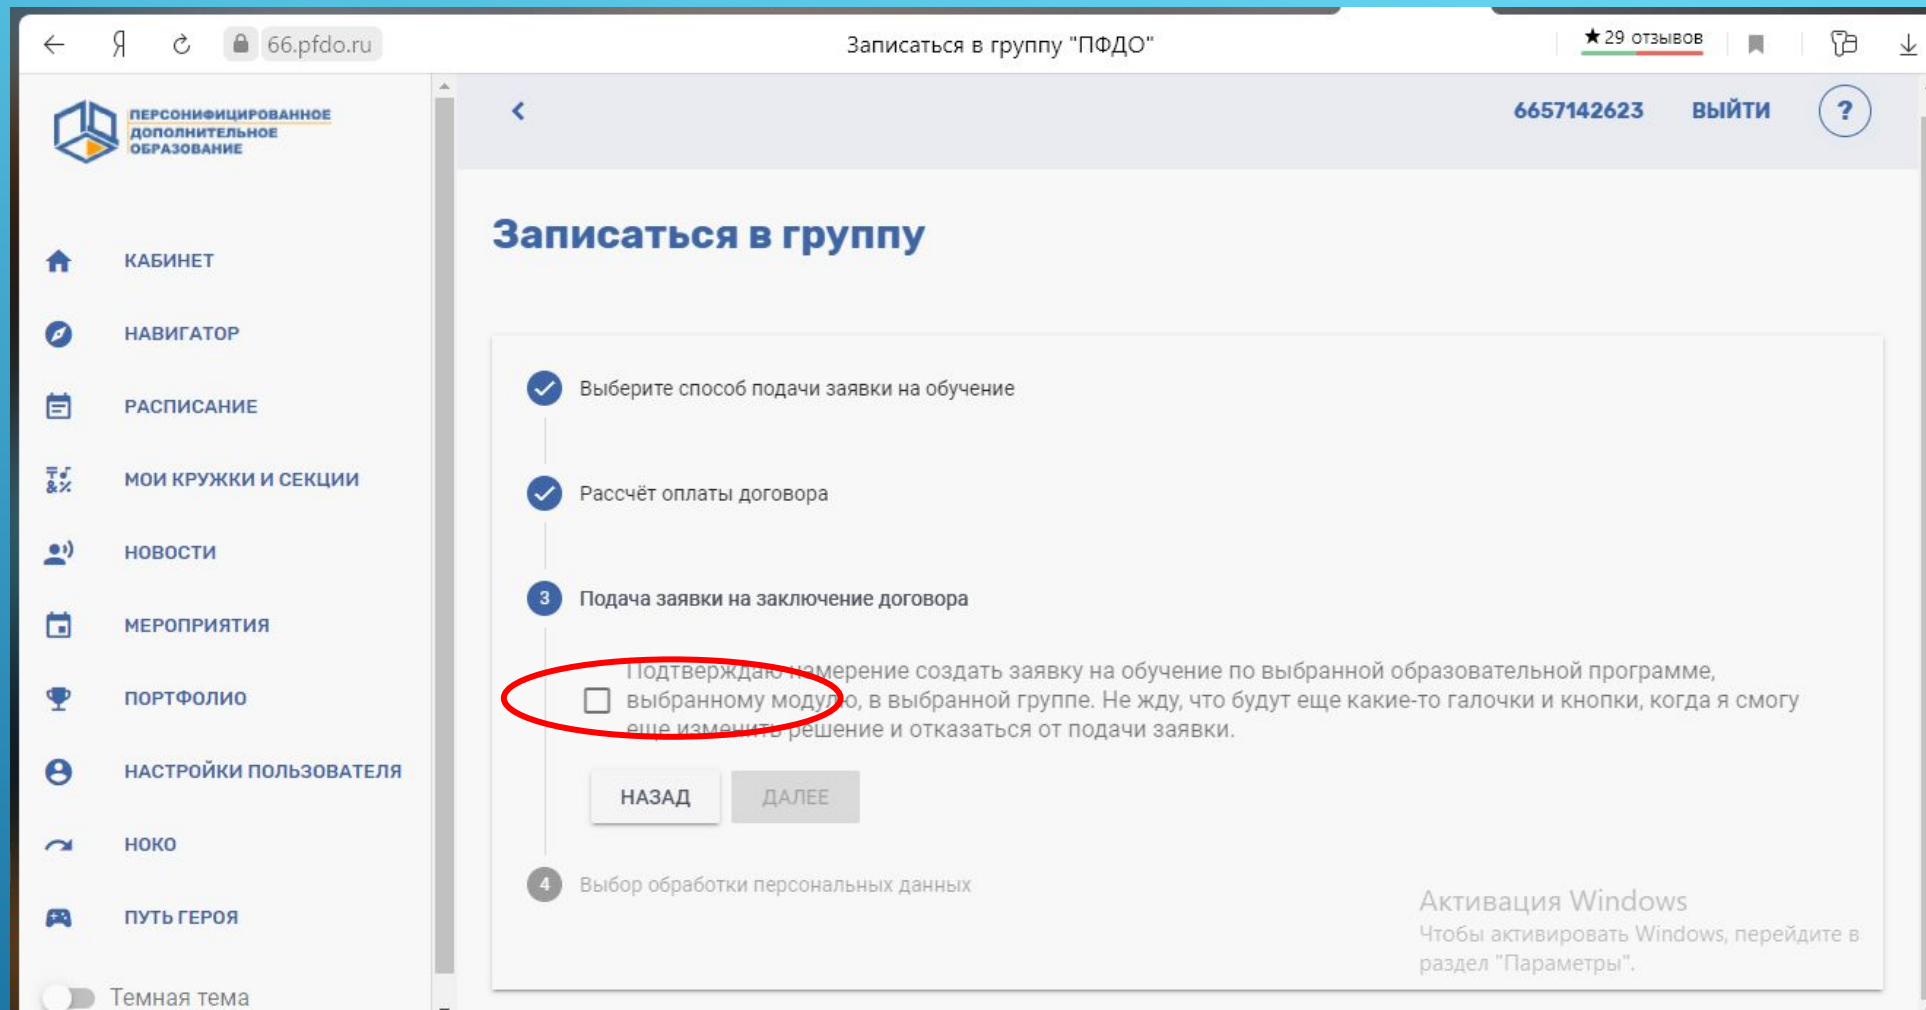 66.pfdo.ru
Записаться в группу "ПФДО"
★29 отзывов
ПЕРСОНИФИЦИРОВАННОЕ
ДОПОЛНИТЕЛЬНОЕ
ОБРАЗОВАНИЕ
6657142623
ВЫЙТИ
?
КАБИНЕТ
НАВИГАТОР
РАСПИСАНИЕ
МОИ КРУЖКИ И СЕКЦИИ
НОВОСТИ
МЕРОПРИЯТИЯ
ПОРТФОЛИО
НАСТРОЙКИ ПОЛЬЗОВАТЕЛЯ
НОКО
ПУТЬ ГЕРОЯ
Темная тема
Записаться в группу
Выберите способ подачи заявки на обучение
Рассчёт оплаты договора
3 Подача заявки на заключение договора
Подтверждаю намерение создать заявку на обучение по выбранной образовательной программе,
выбранному модулю, в выбранной группе. Не жду, что будут еще какие-то галочки и кнопки, когда я смогу
еще изменить решение и отказаться от подачи заявки.
НАЗАД
ДАЛЕЕ
4 Выбор обработки персональных данных
Активация Windows
Чтобы активировать Windows, перейдите в
раздел "Параметры".